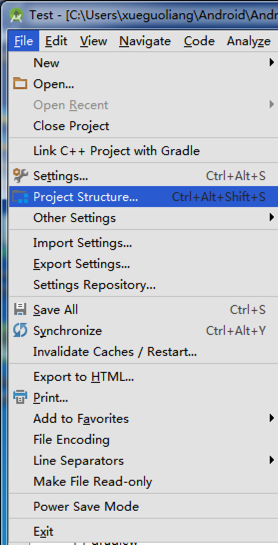 Test - [C:\Users\xueguoliang\Android\And
File Edit View Navigate Code Analyze
New
Open...
Open Recent
Close Project
Link C++ Project with Gradle
Settings... Ctrl+Alt+S
Project Structure... Ctrl+Alt+Shift+S
Other Settings
Import Settings...
Export Settings...
Settings Repository...
Save All Ctrl+S
Synchronize Ctrl+Alt+Y
Invalidate Caches / Restart...
Export to HTML...
Print...
Add to Favorites
File Encoding
Line Separators
Make File Read-only
Power Save Mode
Exit